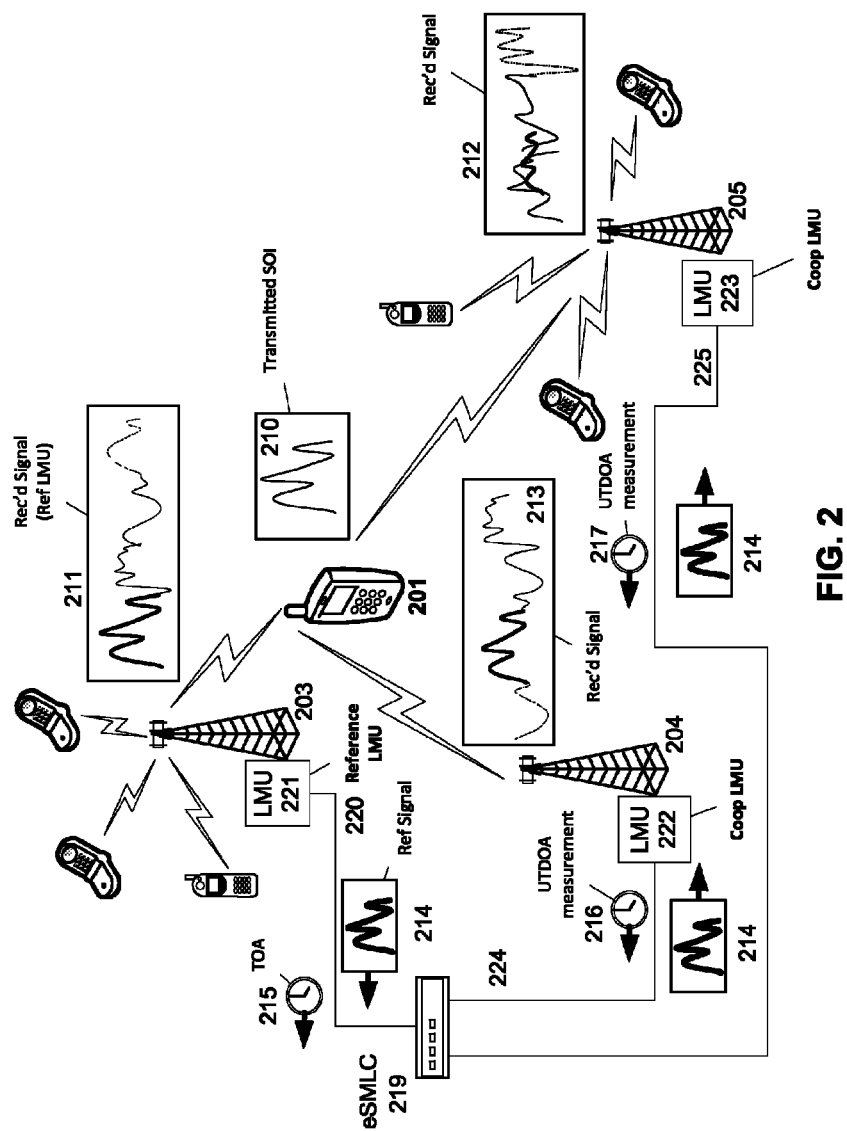 Rec'd Signal
(Ref LMU)
211
TOA
215
LMU
221
203
Transmitted SOI
210
Reference
LMU
220
eSMLC
219
Ref Signal
214
201
Rec'd Signal
212
224
213
Rec'd Signal
UTDOA
measurement
216
UTDOA
measurement
217
LMU
222
204
Coop LMU
225
LMU
223
205
214
214
Coop LMU
FIG. 2